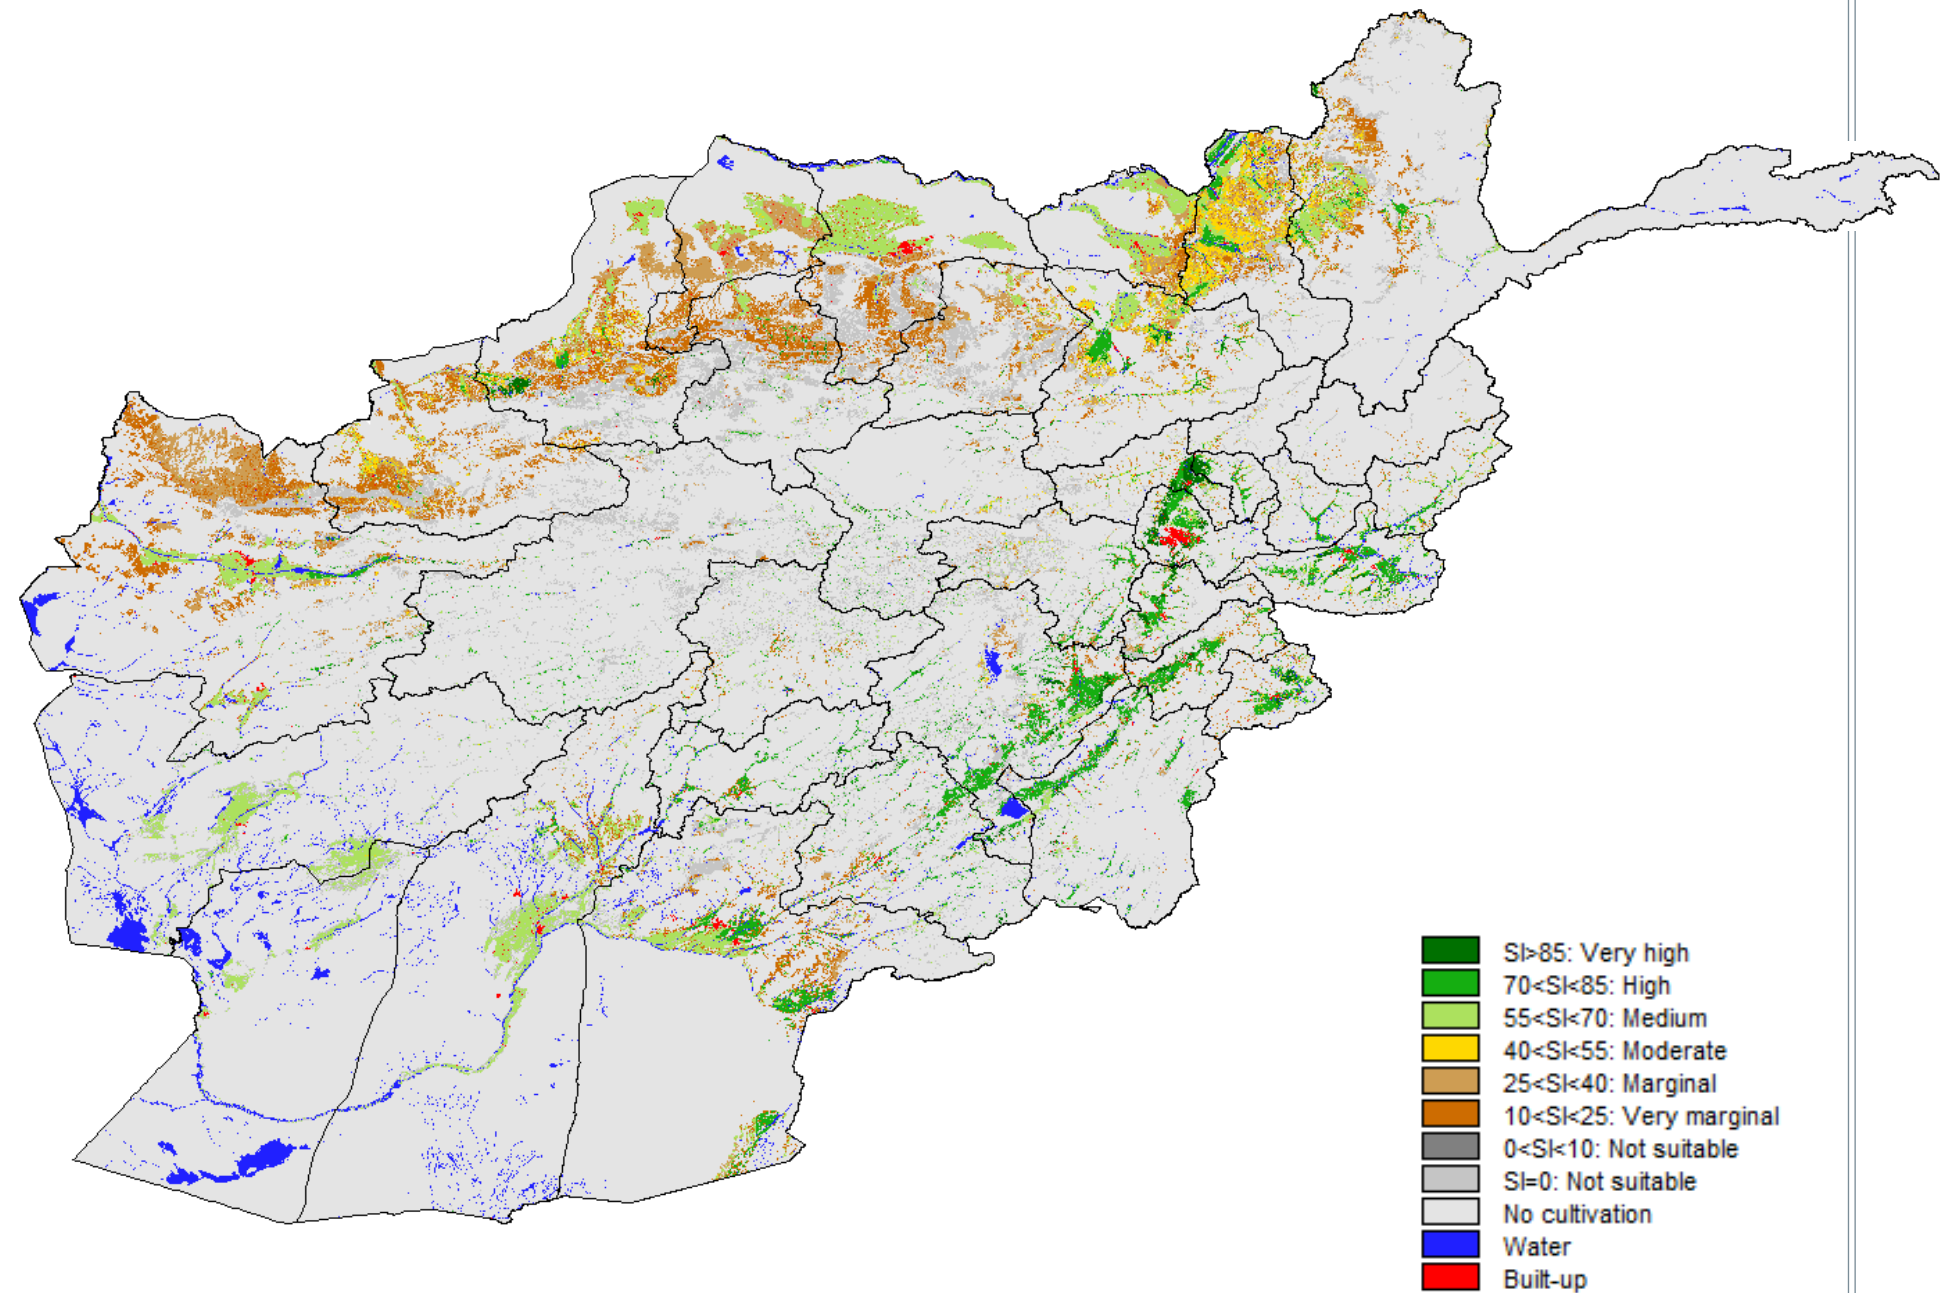 SI>85: Very high
70<SI<85: High
55<SI<70: Medium
40<SI<55: Moderate
25<SI<40: Marginal
10<SI<25: Very marginal
0<SI<10: Not suitable
SI=0: Not suitable
No cultivation
Water
Built-up